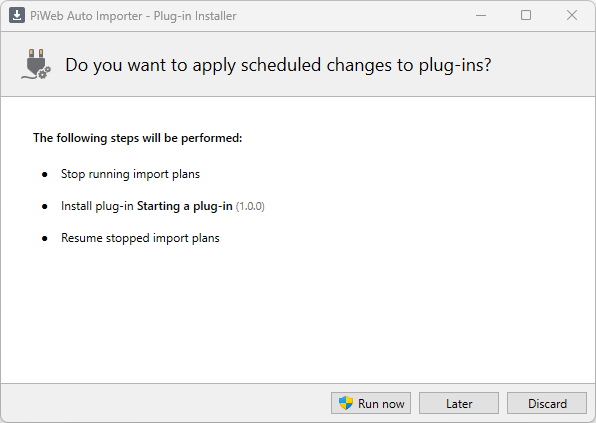 PiWeb Auto Importer - Plug-in Installer
Do you want to apply scheduled changes to plug-ins?
The following steps will be performed:
● Stop running import plans
● Install plug-in Starting a plug-in (1.0.0)
● Resume stopped import plans
Run now Later Discard